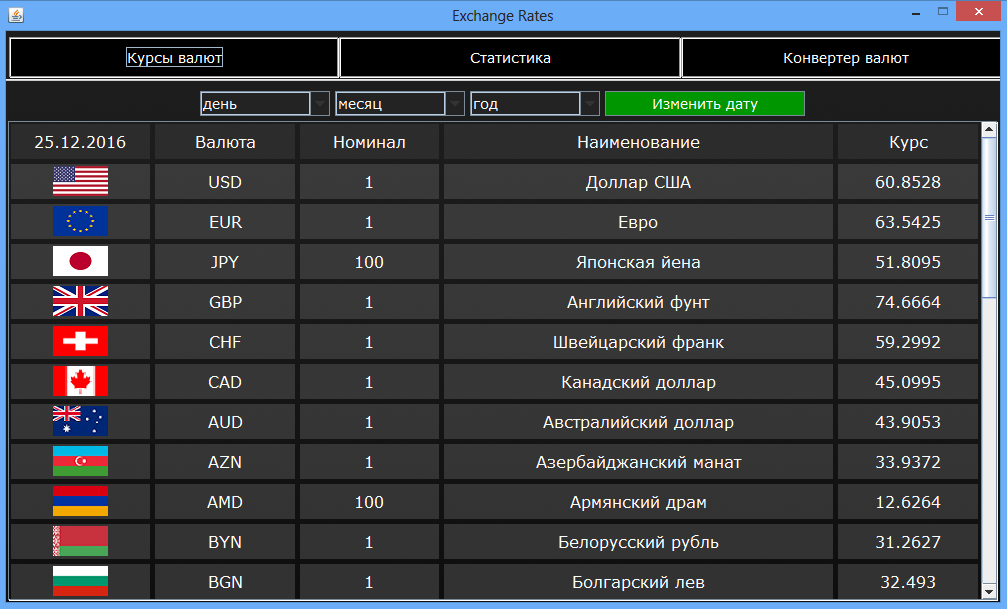 Exchange Rates
Курсы валют Статистика Конвертер валют
день месяц год Изменить дату
25.12.2016 Валюта Номинал Наименование Курс
USD 1 Доллар США 60.8528
EUR 1 Евро 63.5425
JPY 100 Японская йена 51.8095
GBP 1 Английский фунт 74.6664
CHF 1 Швейцарский франк 59.2992
CAD 1 Канадский доллар 45.0995
AUD 1 Австралийский доллар 43.9053
AZN 1 Азербайджанский манат 33.9372
AMD 100 Армянский драм 12.6264
BYN 1 Белорусский рубль 31.2627
BGN 1 Болгарский лев 32.493